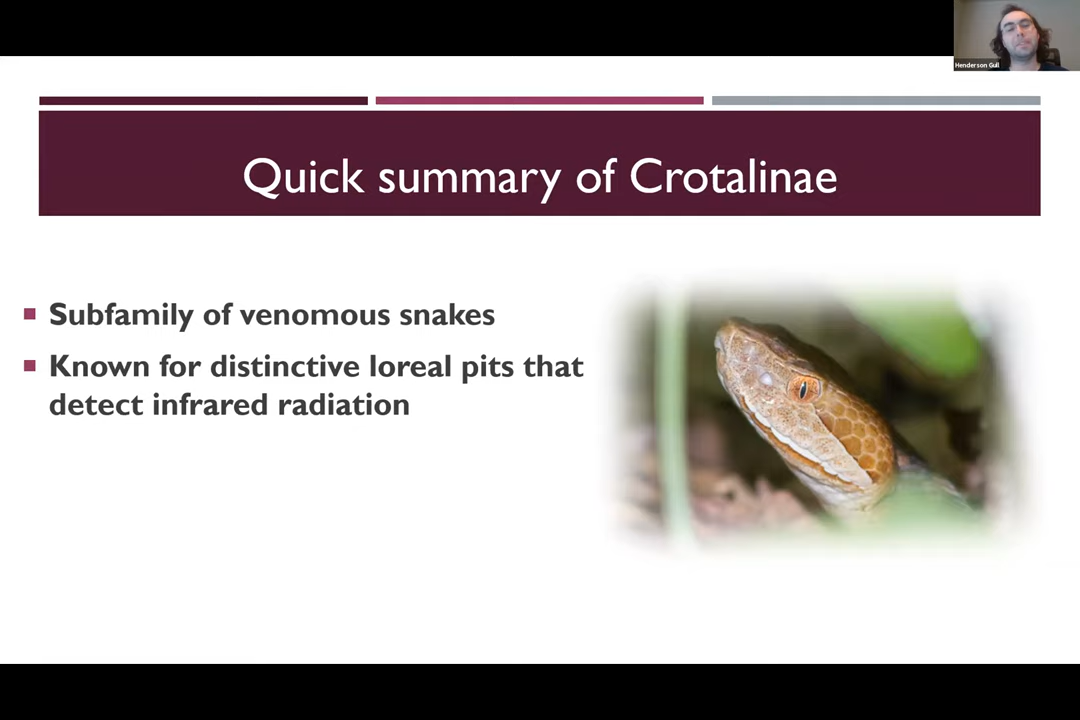 Henderson Gull
Quick summary of Crotalinae
Subfamily of venomous snakes
Known for distinctive loreal pits that
detect infrared radiation